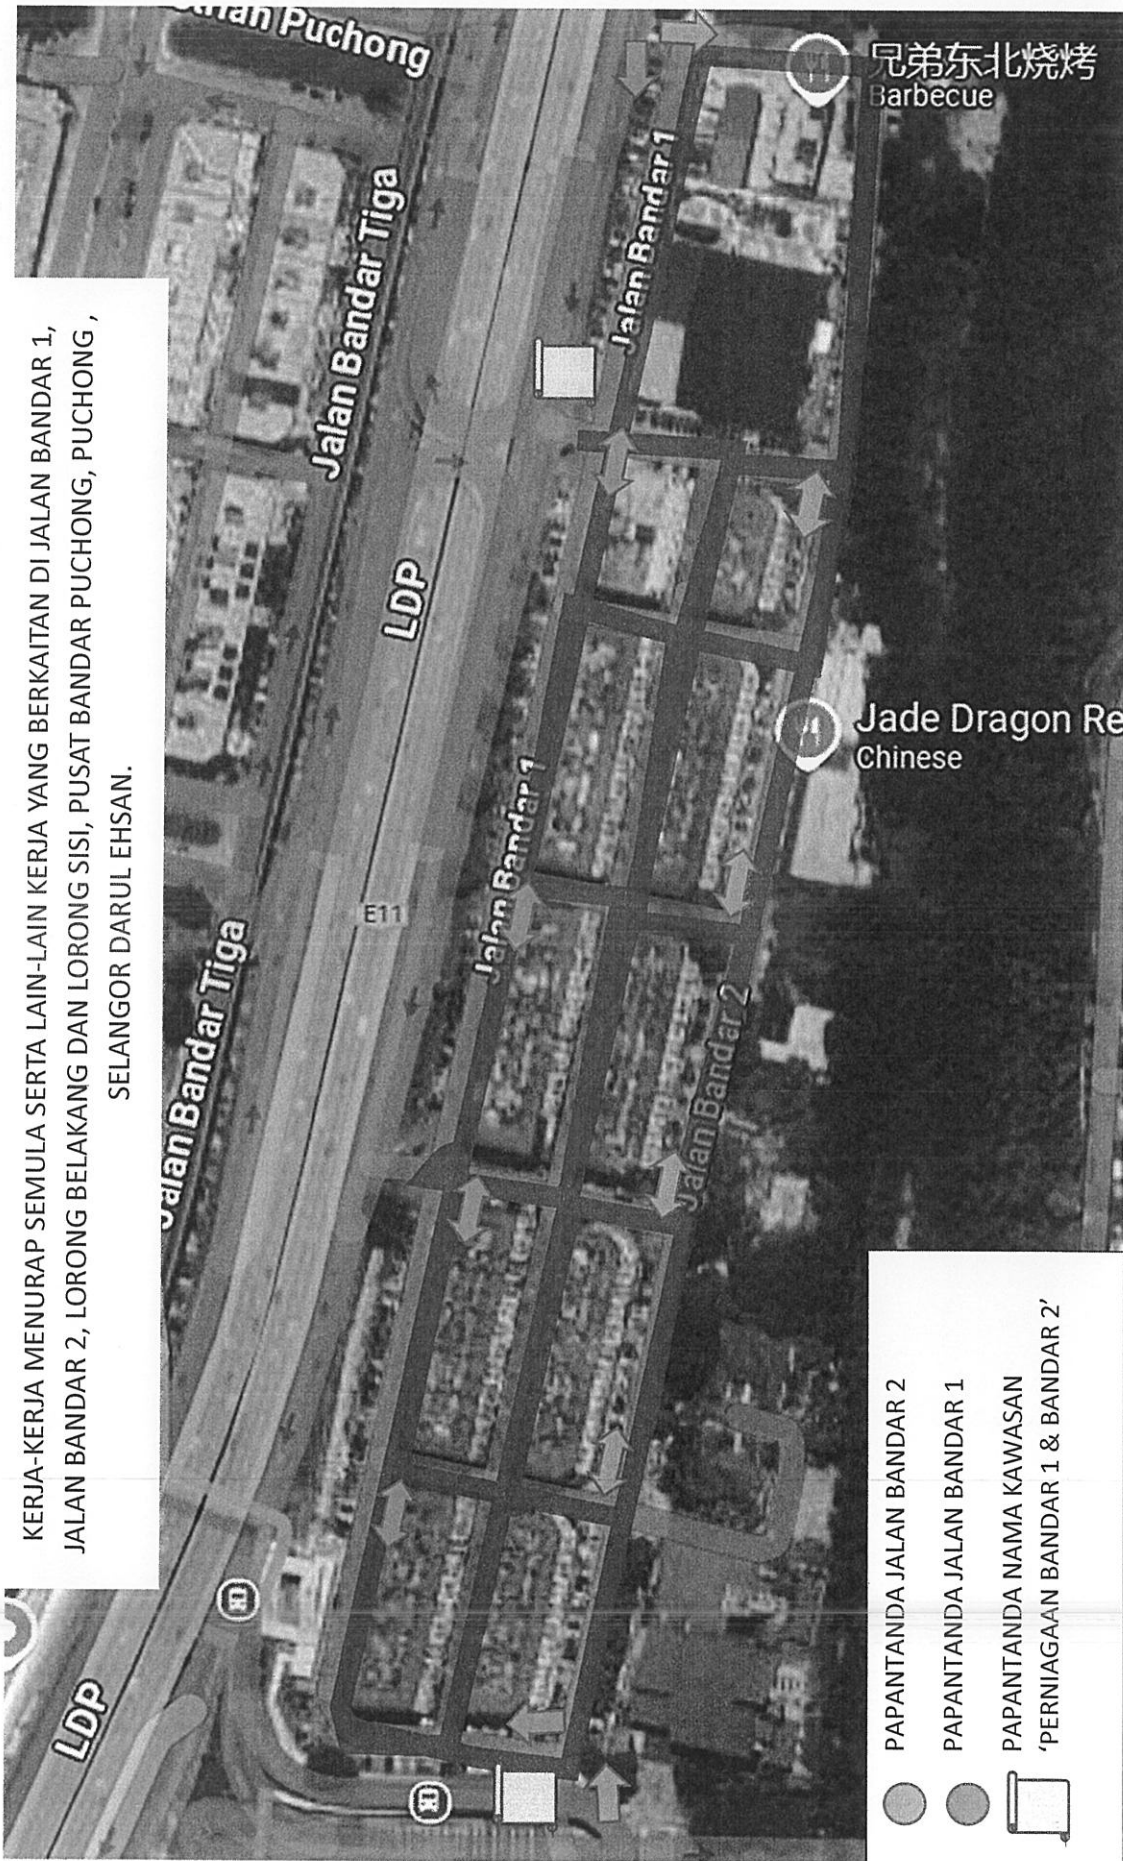 KERJA-KERJA MENURAP SEMULA SERTA LAIN-LAIN KERJA YANG BERKAITAN DI JALAN BANDAR 1,
JALAN BANDAR 2, LORONG BELAKANG DAN LORONG SISI, PUSAT BANDAR PUCHONG, PUCHONG ,
SELANGOR DARUL EHSAN.
Puchong
Jalan Bandar Tiga
Jalan Bandar Tiga
LDP
LDP
E11
Jalan Bandar 1
Jalan Bandar 1
Jalan Bandar 2
兄弟东北烧烤
Barbecue
Jade Dragon Re
Chinese
PAPANTANDA JALAN BANDAR 2
PAPANTANDA JALAN BANDAR 1
PAPANTANDA NAMA KAWASAN
‘PERNIAGAAN BANDAR 1 & BANDAR 2’